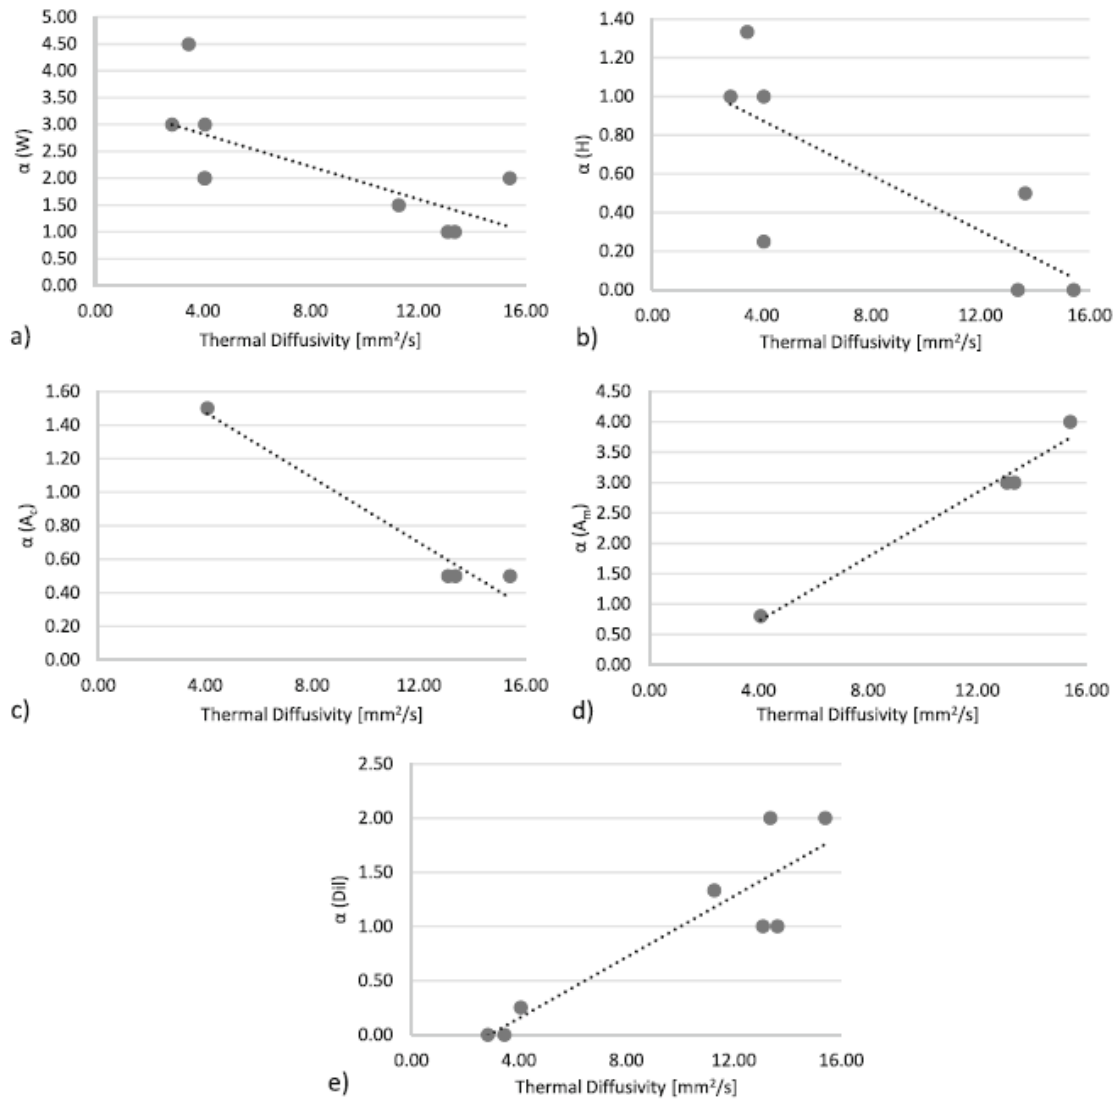 5.00
4.50
4.00
3.50
3.00
2.50
2.00
1.50
1.00
0.50
0.00
α (W)
0.00 4.00 8.00 12.00 16.00
Thermal Diffusivity [mm²/s]
a)
1.40
1.20
1.00
0.80
0.60
0.40
0.20
0.00
α (H)
0.00 4.00 8.00 12.00 16.00
Thermal Diffusivity [mm²/s]
b)
1.60
1.40
1.20
1.00
0.80
0.60
0.40
0.20
0.00
α (Ac)
0.00 4.00 8.00 12.00 16.00
Thermal Diffusivity [mm²/s]
c)
4.50
4.00
3.50
3.00
2.50
2.00
1.50
1.00
0.50
0.00
α (Am)
0.00 4.00 8.00 12.00 16.00
Thermal Diffusivity [mm²/s]
d)
2.50
2.00
1.50
1.00
0.50
0.00
α (Dil)
0.00 4.00 8.00 12.00 16.00
Thermal Diffusivity [mm²/s]
e)